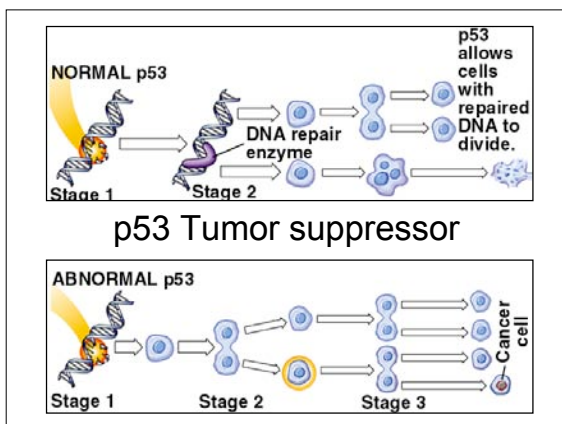 NORMAL p53
Stage 1
DNA repair
enzyme
Stage 2
p53
allows
cells
with
repaired
DNA to
divide.
p53 Tumor suppressor
ABNORMAL p53
Stage 1
Stage 2
Stage 3
Cancer
cell